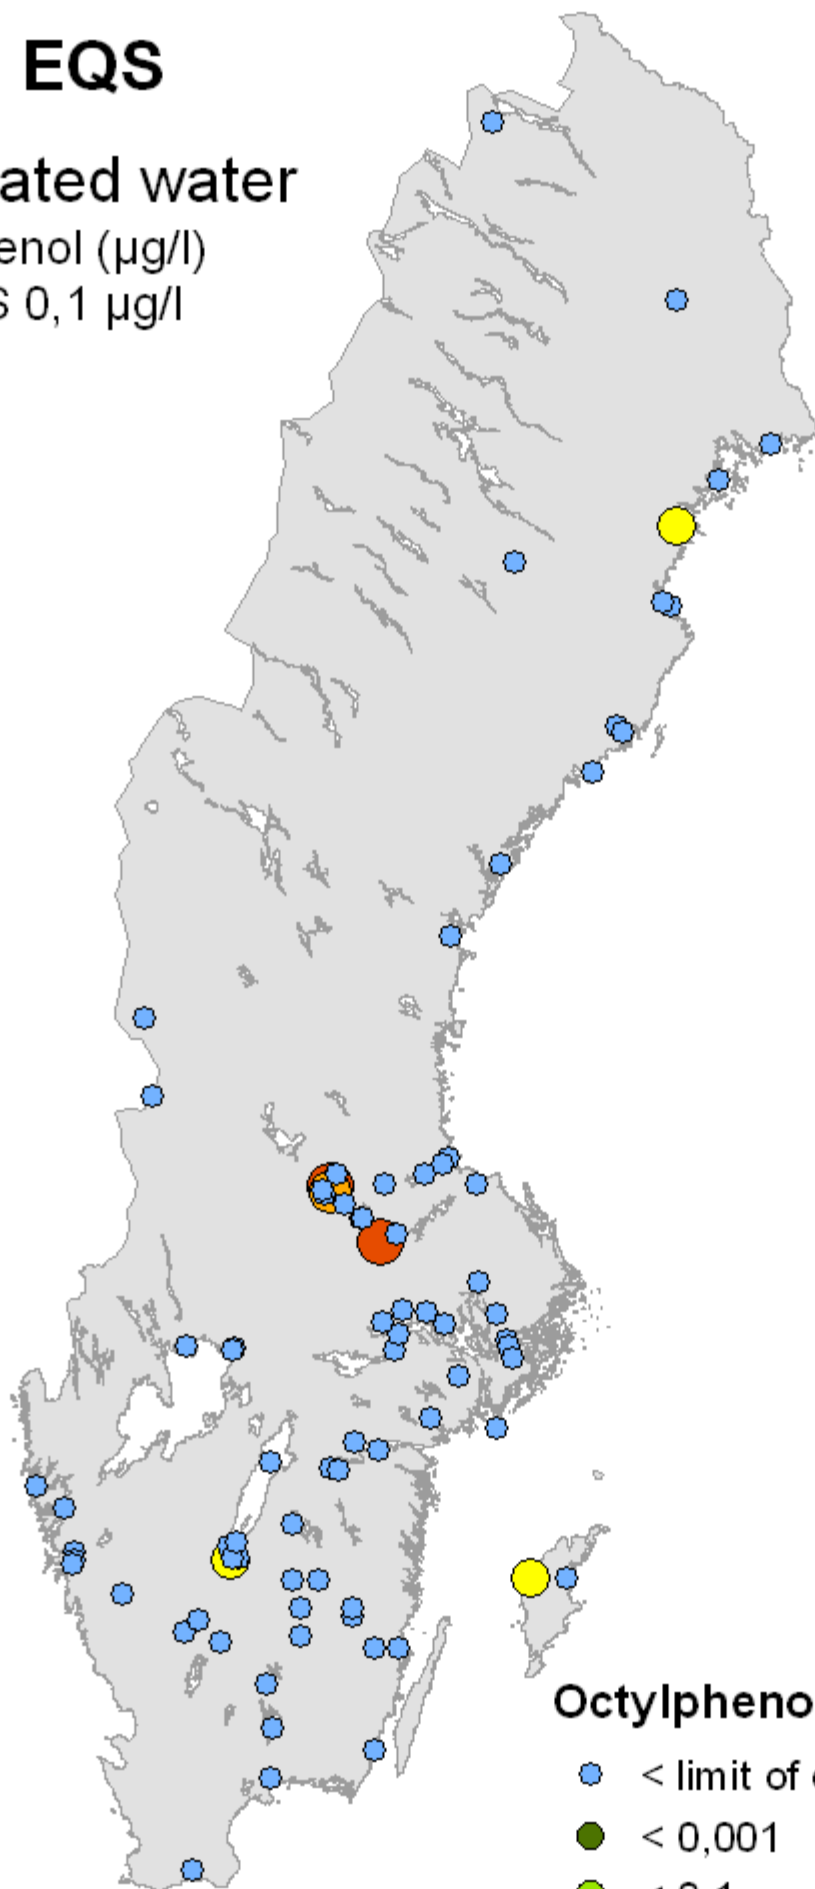 EQS
ated water
enol (µg/l)
S 0,1 µg/l
Octylpheno
< limit of
< 0,001